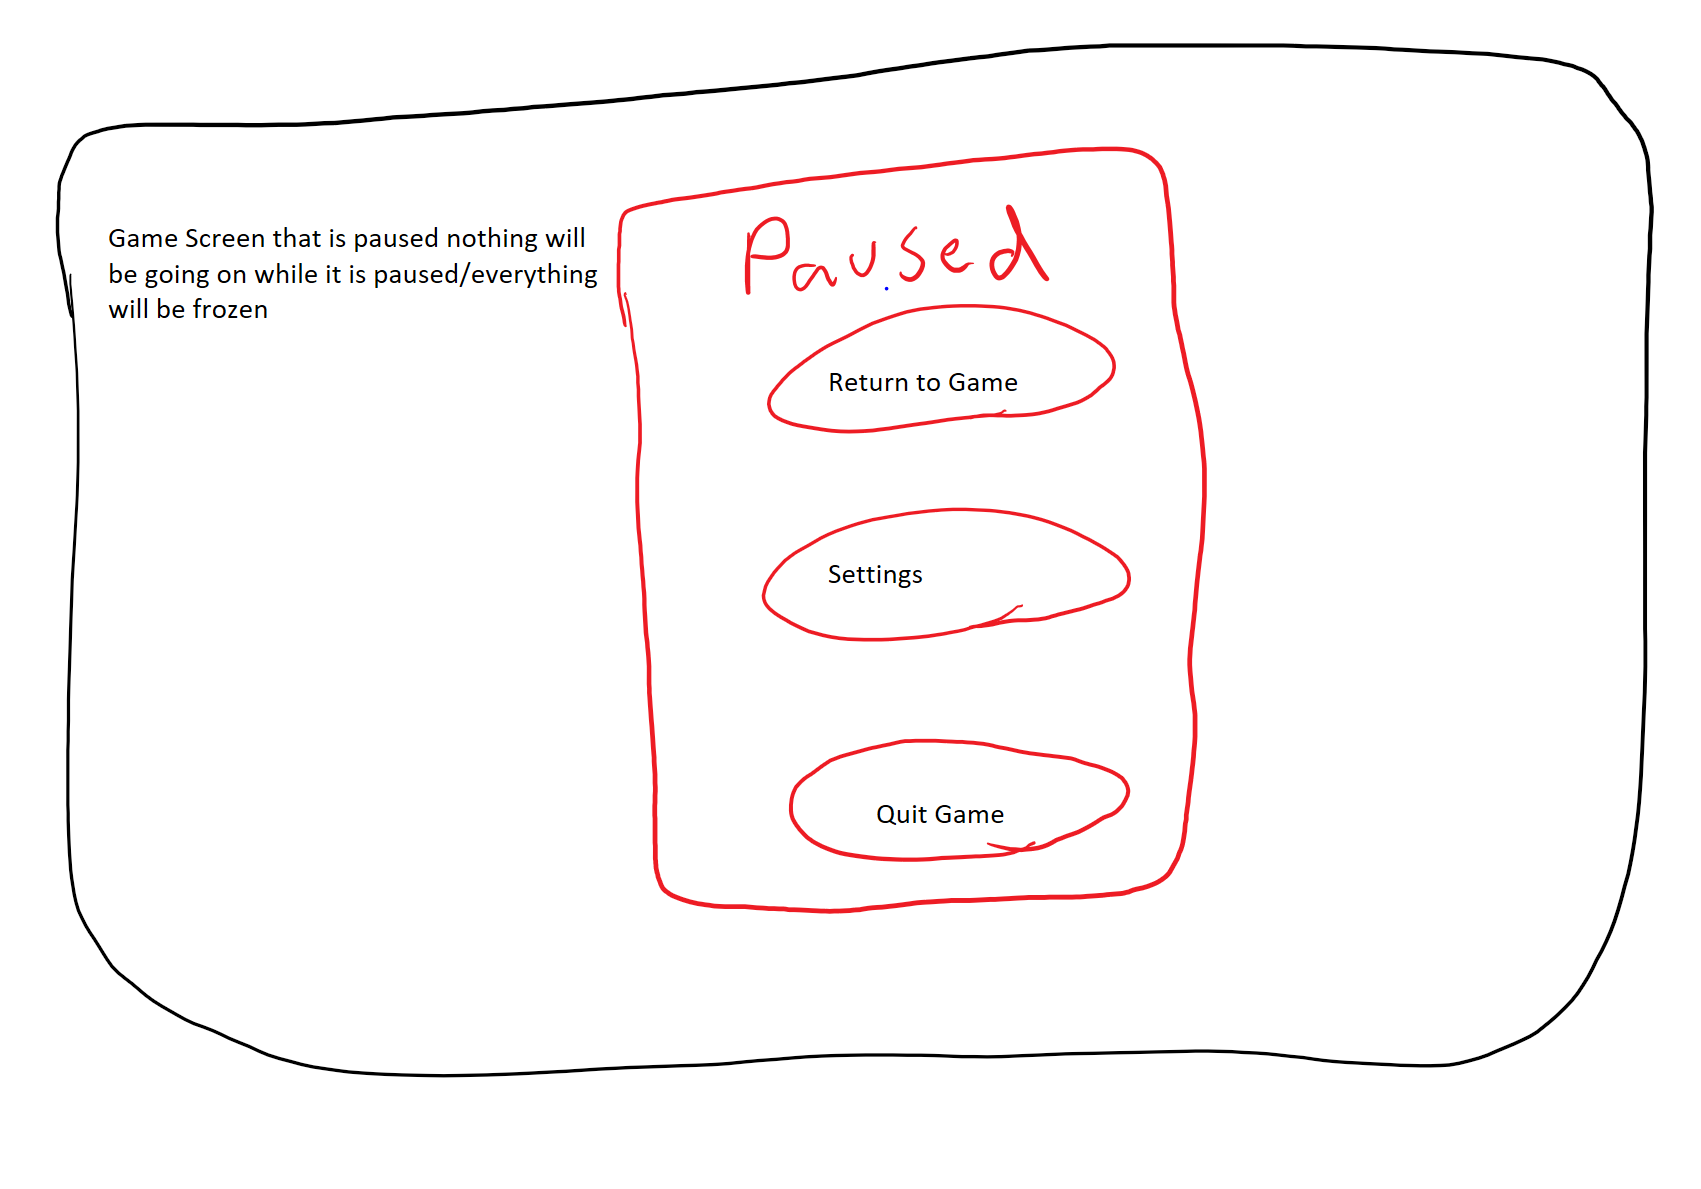 Game Screen that is paused nothing will
be going on while it is paused/everything
will be frozen
Paused
Return to Game
Settings
Quit Game